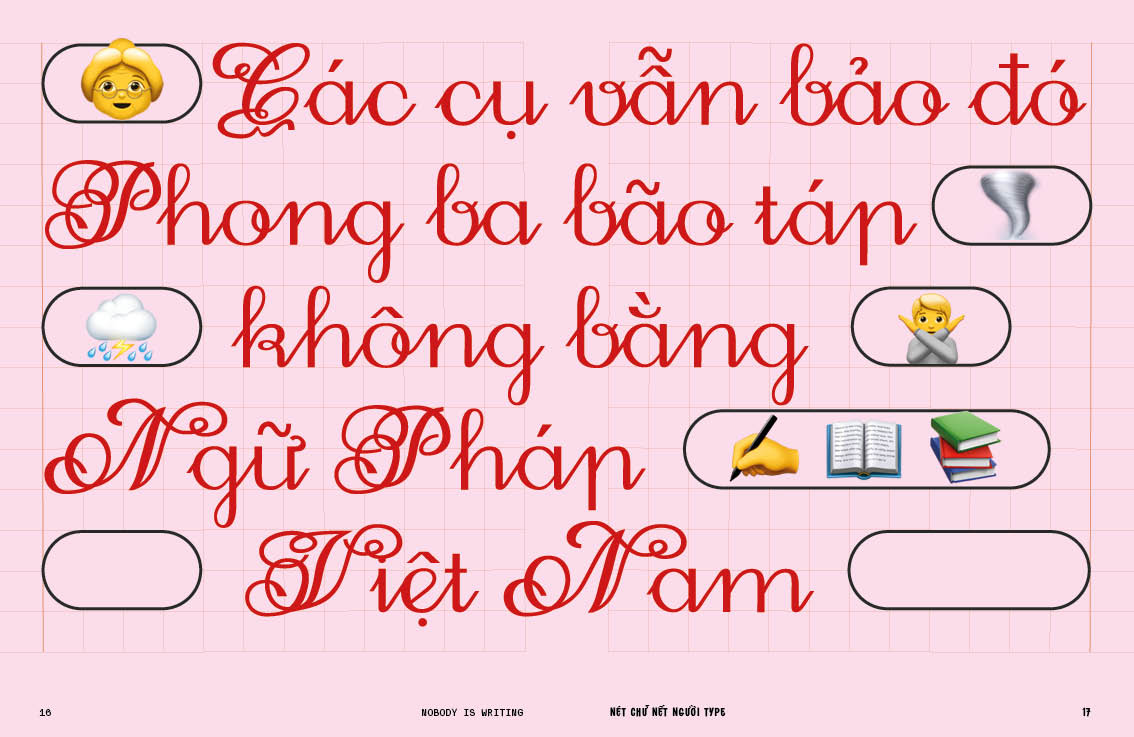 Các cụ vẫn bảo đó
Phong ba bão táp
không bằng
Ngữ Pháp
Việt Nam
16
NOBODY IS WRITING
NÉT CHỮ NẾT NGƯỜI TYPE
17